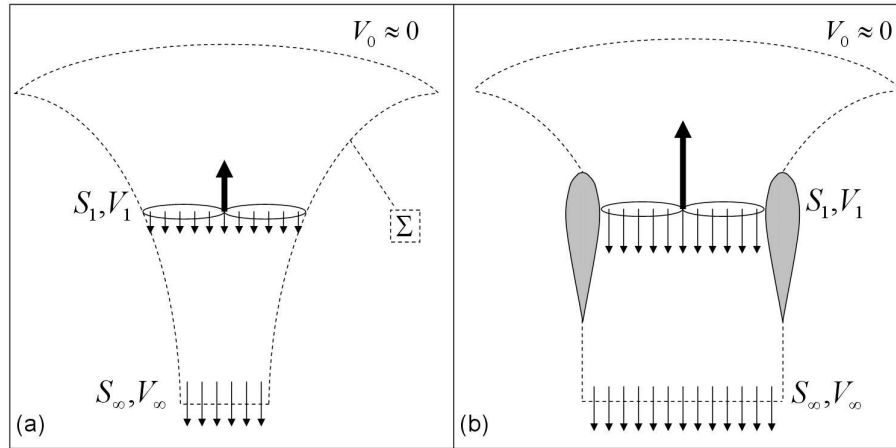 V₀ ≈ 0
S₁,V₁
Σ
S∞,V∞
(a)
V₀ ≈ 0
S₁,V₁
S∞,V∞
(b)